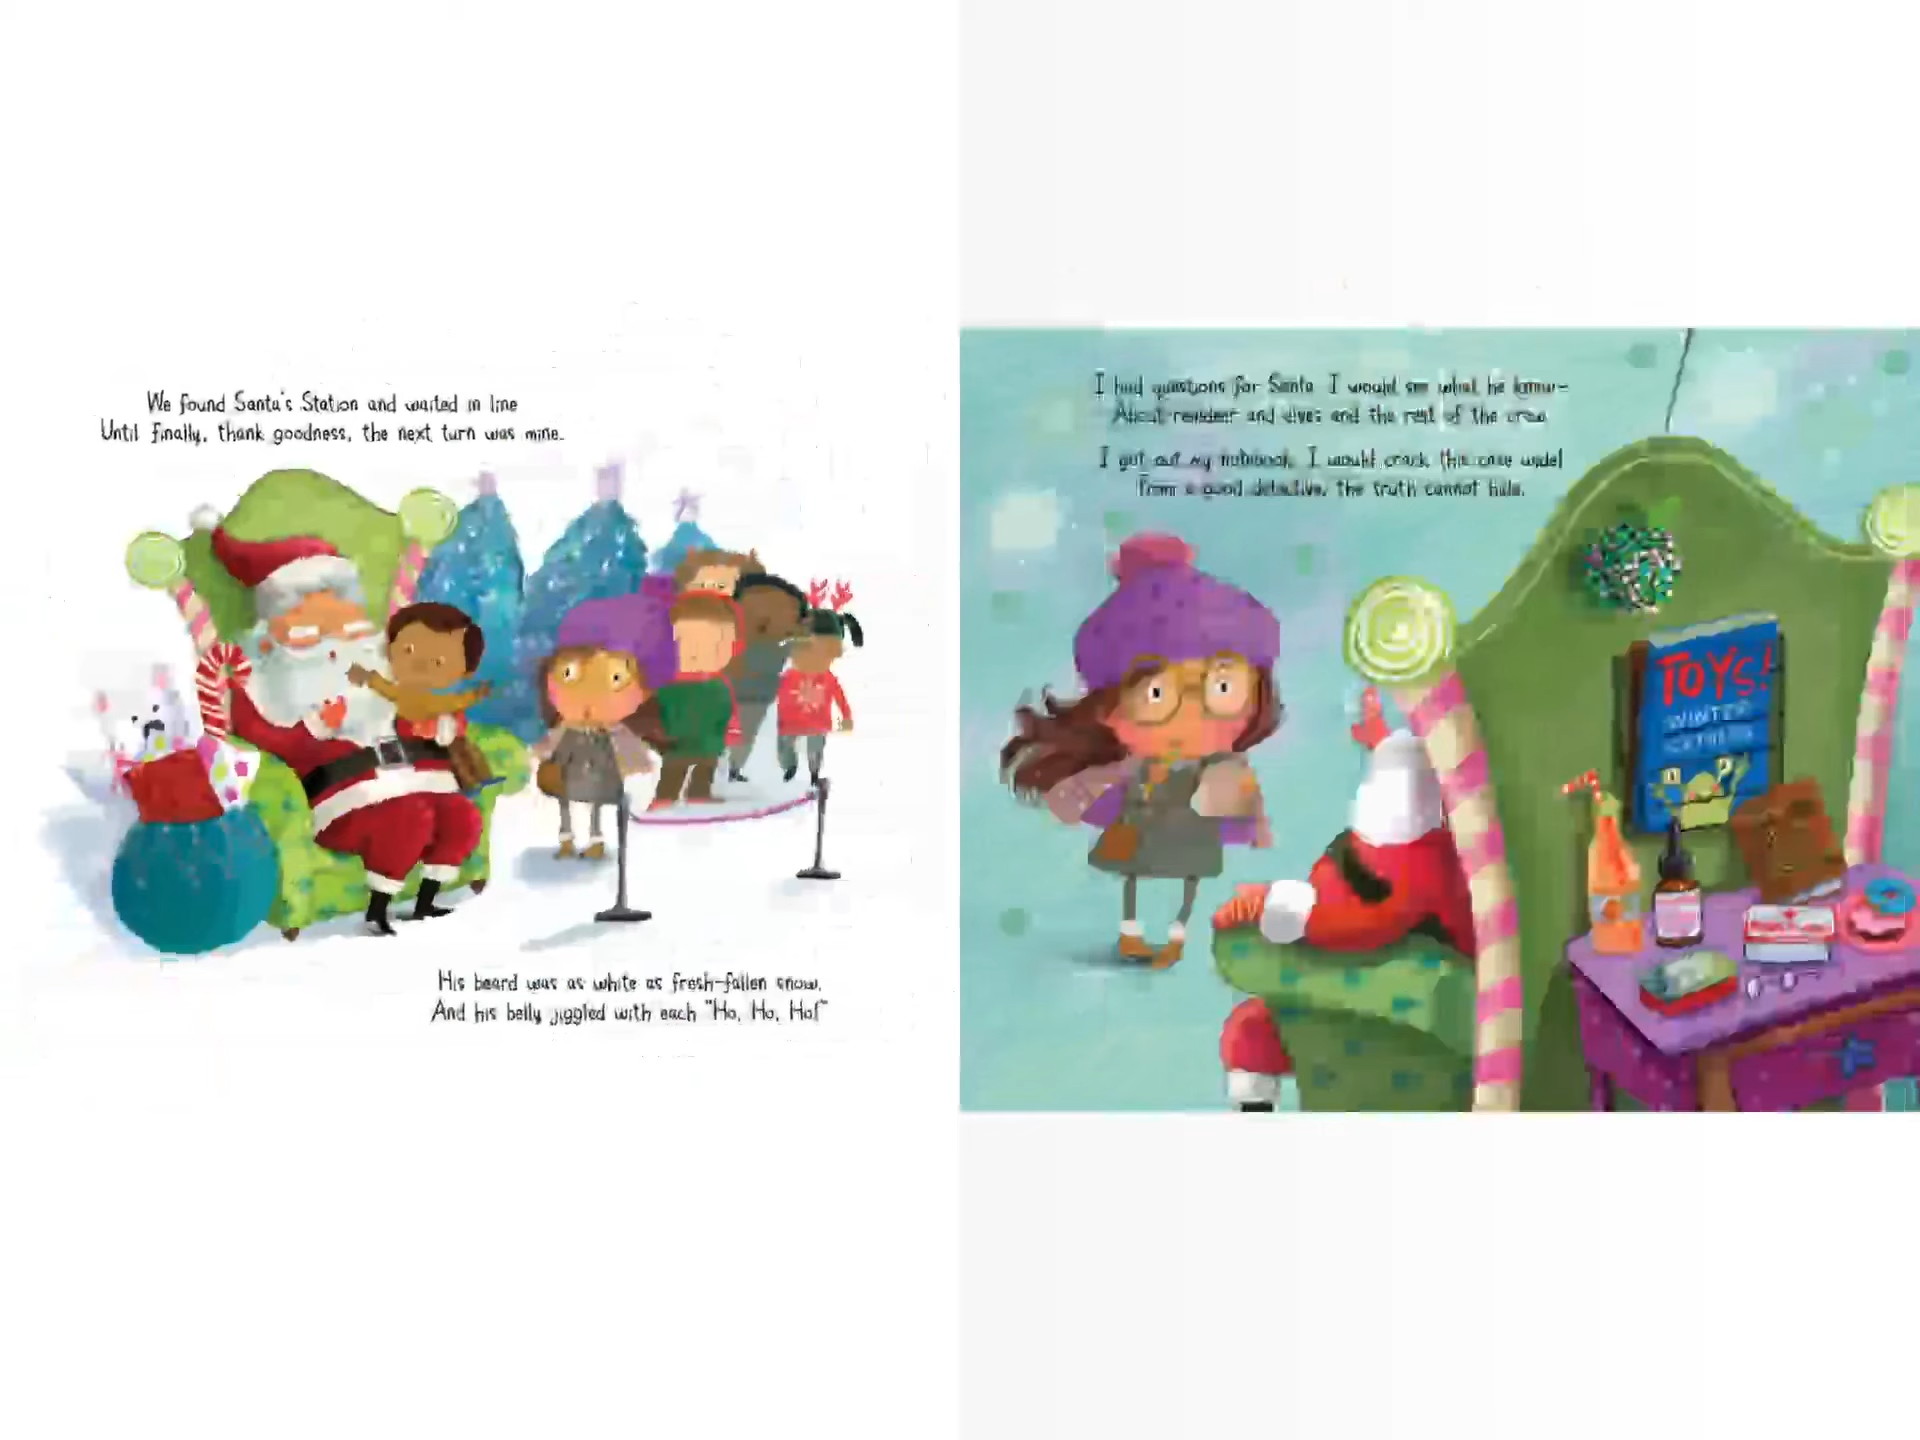 We found Santa's Station and waited in line
Until finally, thank goodness, the next turn was mine.
His beard was as white as fresh-fallen snow,
And his belly jiggled with each "Ho, Ho, Ho!"
I had questions for Santa. I would see what he knew—
About reindeer and elves and the rest of the crew.
I got out my notebook. I would crack this case wide!
From a good detective, the truth cannot hide.
TOYS!
WINTER